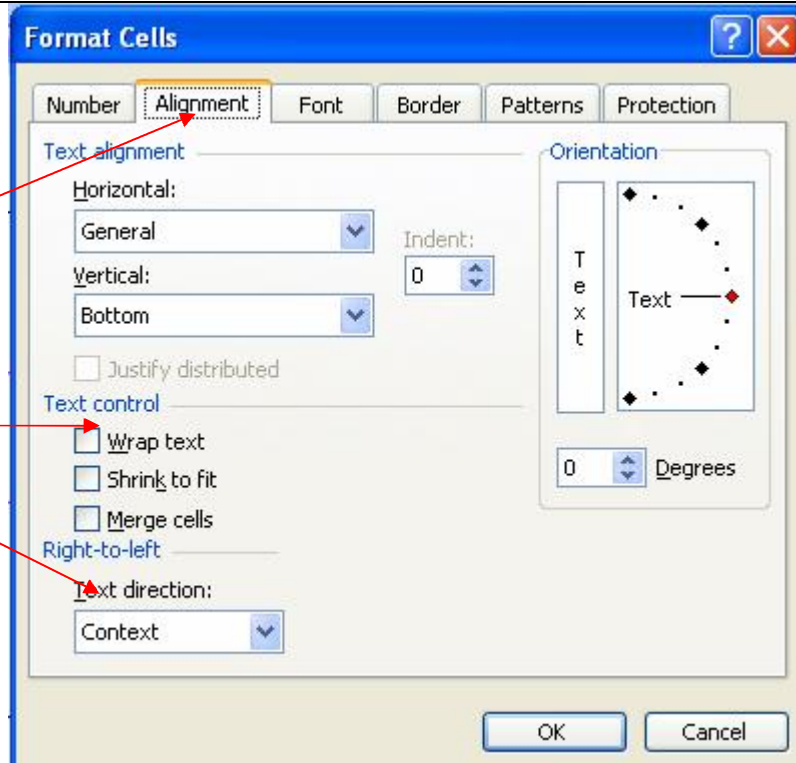 Format Cells
Number Alignment Font Border Patterns Protection
Text alignment
Horizontal:
General
Vertical:
Bottom
Indent:
0
Justify distributed
Text control
Wrap text
Shrink to fit
Merge cells
Right-to-left
Text direction:
Context
Orientation
Text
Text
0 Degrees
OK Cancel